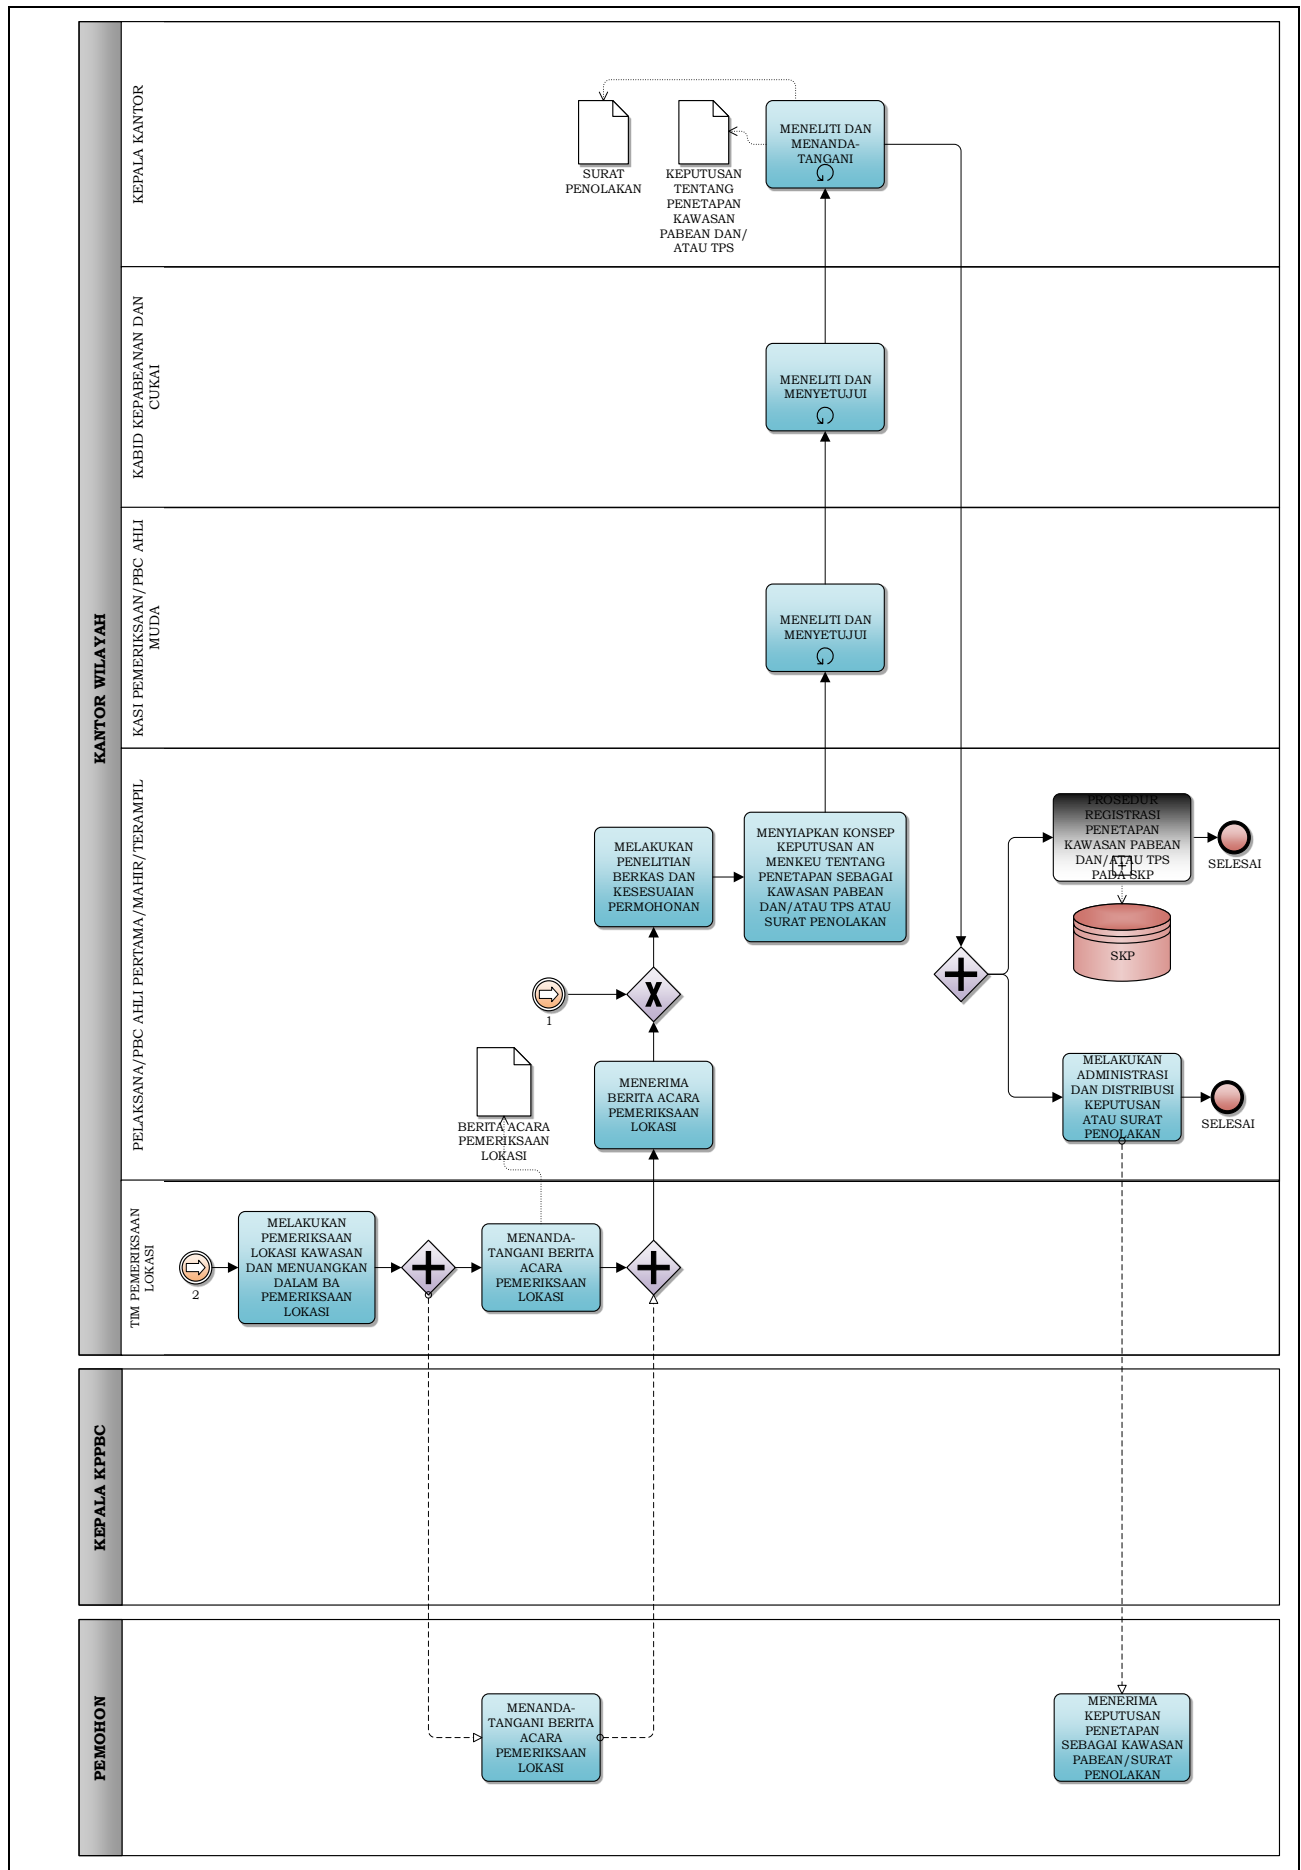 KANTOR WILAYAH
KEPALA KANTOR
SURAT
PENOLAKAN
KEPUTUSAN
TENTANG
PENETAPAN
KAWASAN
PABEAN DAN/
ATAU TPS
MENELITI DAN
MENANDA-
TANGANI
KABID KEPABEANAN DAN
CUKAI
MENELITI DAN
MENYETUJUI
KASI PEMERIKSAAN/PBC AHLI
MUDA
MENELITI DAN
MENYETUJUI
PELAKSANA/PBC AHLI PERTAMA/MAHIR/TERAMPIL
MELAKUKAN
PENELITIAN
BERKAS DAN
KESESUAIAN
PERMOHONAN
MENYIAPKAN KONSEP
KEPUTUSAN AN
MENKEU TENTANG
PENETAPAN SEBAGAI
KAWASAN PABEAN
DAN/ATAU TPS ATAU
SURAT PENOLAKAN
PROSEDUR
REGISTRASI
PENETAPAN
KAWASAN PABEAN
DAN/ATAU TPS
PADA SKP
SELESAI
SKP
1
BERITA ACARA
PEMERIKSAAN
LOKASI
MENERIMA
BERITA ACARA
PEMERIKSAAN
LOKASI
MELAKUKAN
ADMINISTRASI
DAN DISTRIBUSI
KEPUTUSAN
ATAU SURAT
PENOLAKAN
SELESAI
TIM PEMERIKSAAN
LOKASI
2
MELAKUKAN
PEMERIKSAAN
LOKASI KAWASAN
DAN MENUANGKAN
DALAM BA
PEMERIKSAAN
LOKASI
MENANDA-
TANGANI BERITA
ACARA
PEMERIKSAAN
LOKASI
KEPALA KPPBC
PEMOHON
MENANDA-
TANGANI BERITA
ACARA
PEMERIKSAAN
LOKASI
MENERIMA
KEPUTUSAN
PENETAPAN
SEBAGAI KAWASAN
PABEAN/SURAT
PENOLAKAN